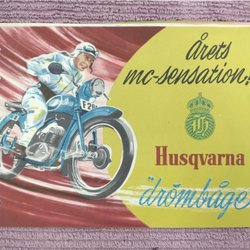 Årets
mc-sensation!
Husqvarna
drömbåge